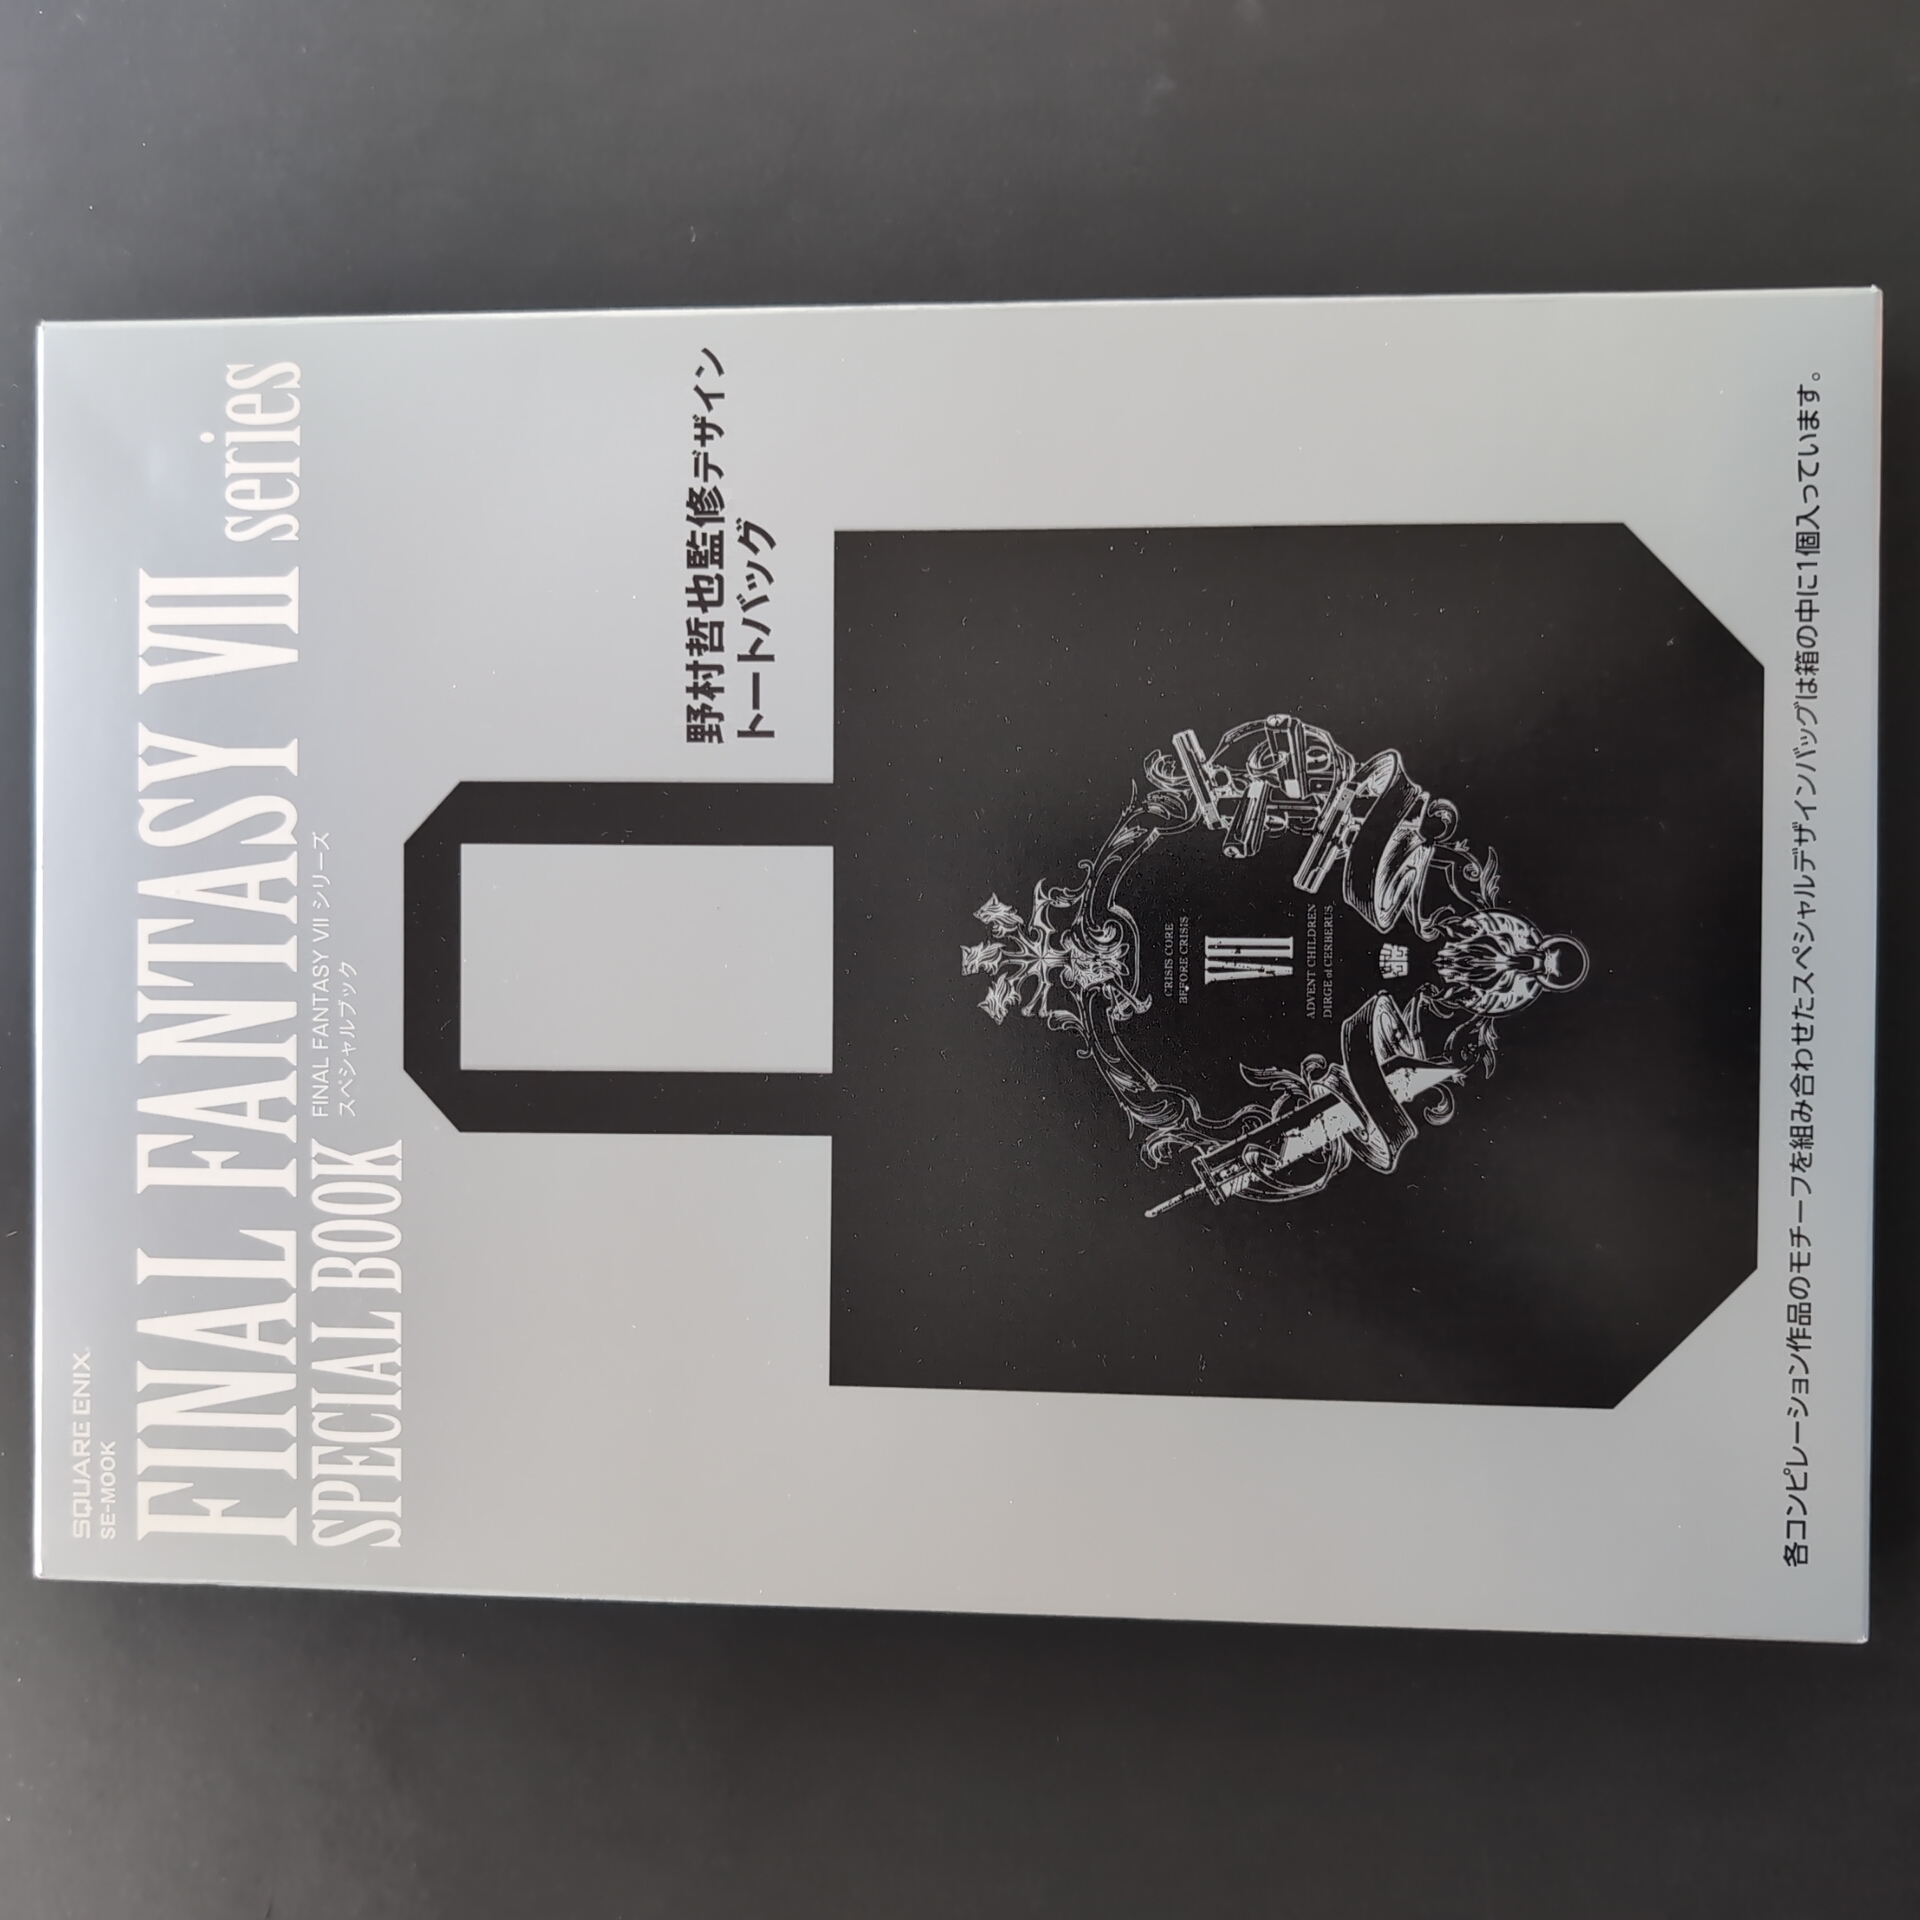 SQUARE ENIX®
SE-MOOK
FINAL FANTASY VII series
SPECIAL BOOK
FINAL FANTASY VII シリーズ
スペシャルブック
野村哲也監修デザイン
トートバッグ
CRISIS CORE
BEFORE CRISIS
VII
ADVENT CHILDREN
DIRGE of CERBERUS
各コンピレーション作品のモチーフを組み合わせたスペシャルデザインバッグは箱の中に1個入っています。